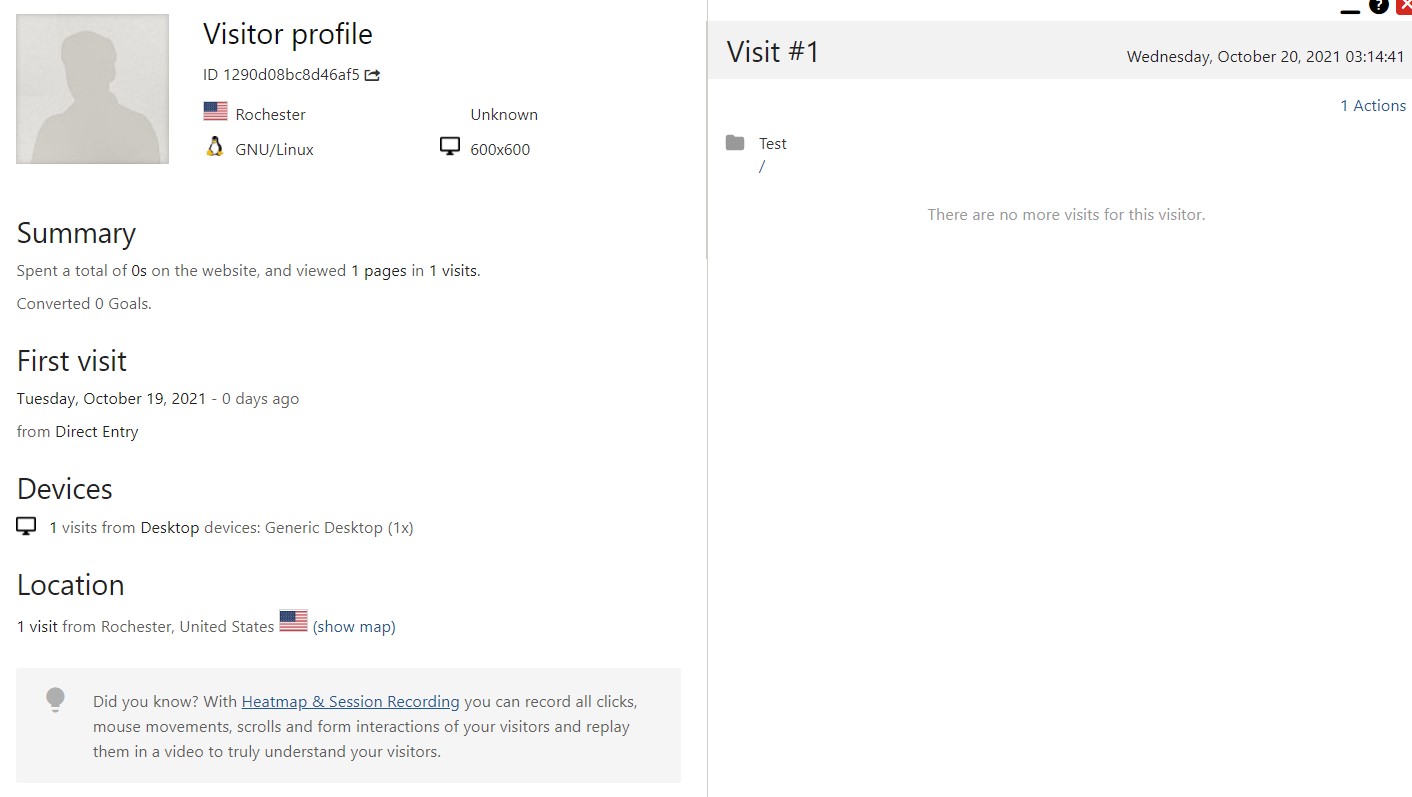 Visitor profile
ID 1290d08bc8d46af5
Rochester
Unknown
GNU/Linux
600x600
Summary
Spent a total of 0s on the website, and viewed 1 pages in 1 visits.
Converted 0 Goals.
First visit
Tuesday, October 19, 2021 - 0 days ago
from Direct Entry
Devices
1 visits from Desktop devices: Generic Desktop (1x)
Location
1 visit from Rochester, United States (show map)
Did you know? With Heatmap & Session Recording you can record all clicks,
mouse movements, scrolls and form interactions of your visitors and replay
them in a video to truly understand your visitors.
?
Visit #1
Wednesday, October 20, 2021 03:14:41
1 Actions
Test
/
There are no more visits for this visitor.